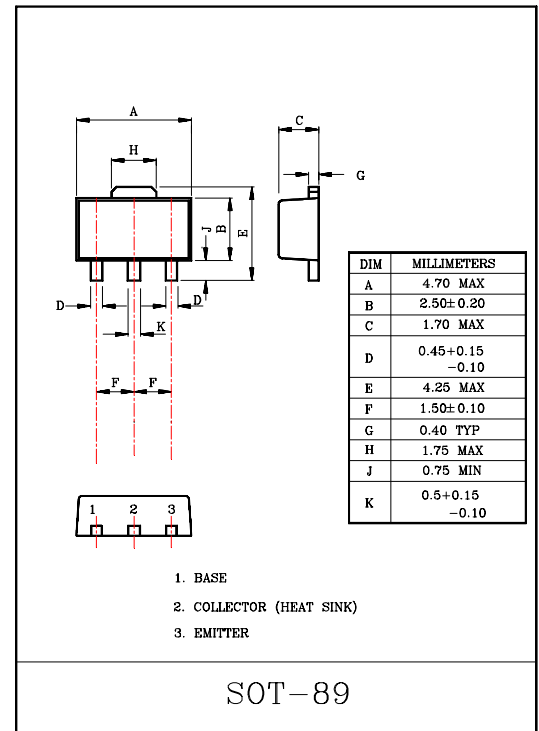 A
H
C
G
J
B
E
D
D
K
F
F
DIM MILLIMETERS
A 4.70 MAX
B 2.50±0.20
C 1.70 MAX
D 0.45+0.15
-0.10
E 4.25 MAX
F 1.50±0.10
G 0.40 TYP
H 1.75 MAX
J 0.75 MIN
K 0.5+0.15
-0.10
1 2 3
1. BASE
2. COLLECTOR (HEAT SINK)
3. EMITTER
SOT-89